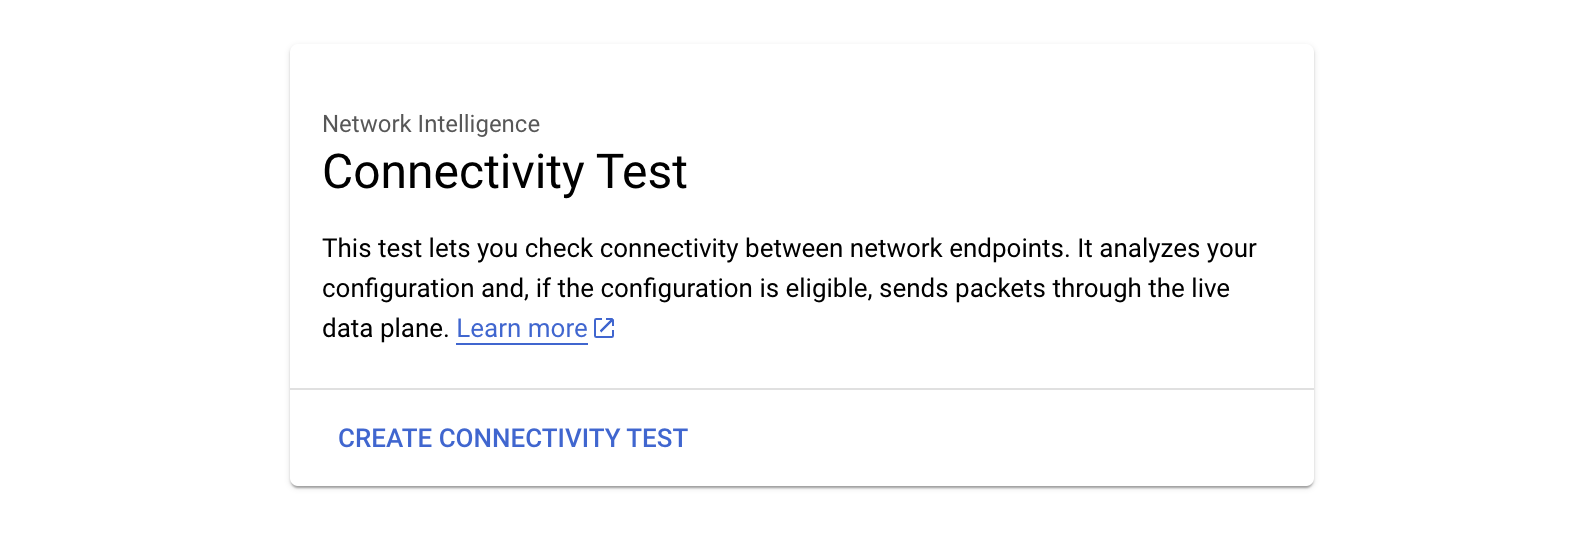 Network Intelligence
Connectivity Test
This test lets you check connectivity between network endpoints. It analyzes your
configuration and, if the configuration is eligible, sends packets through the live
data plane. Learn more
CREATE CONNECTIVITY TEST